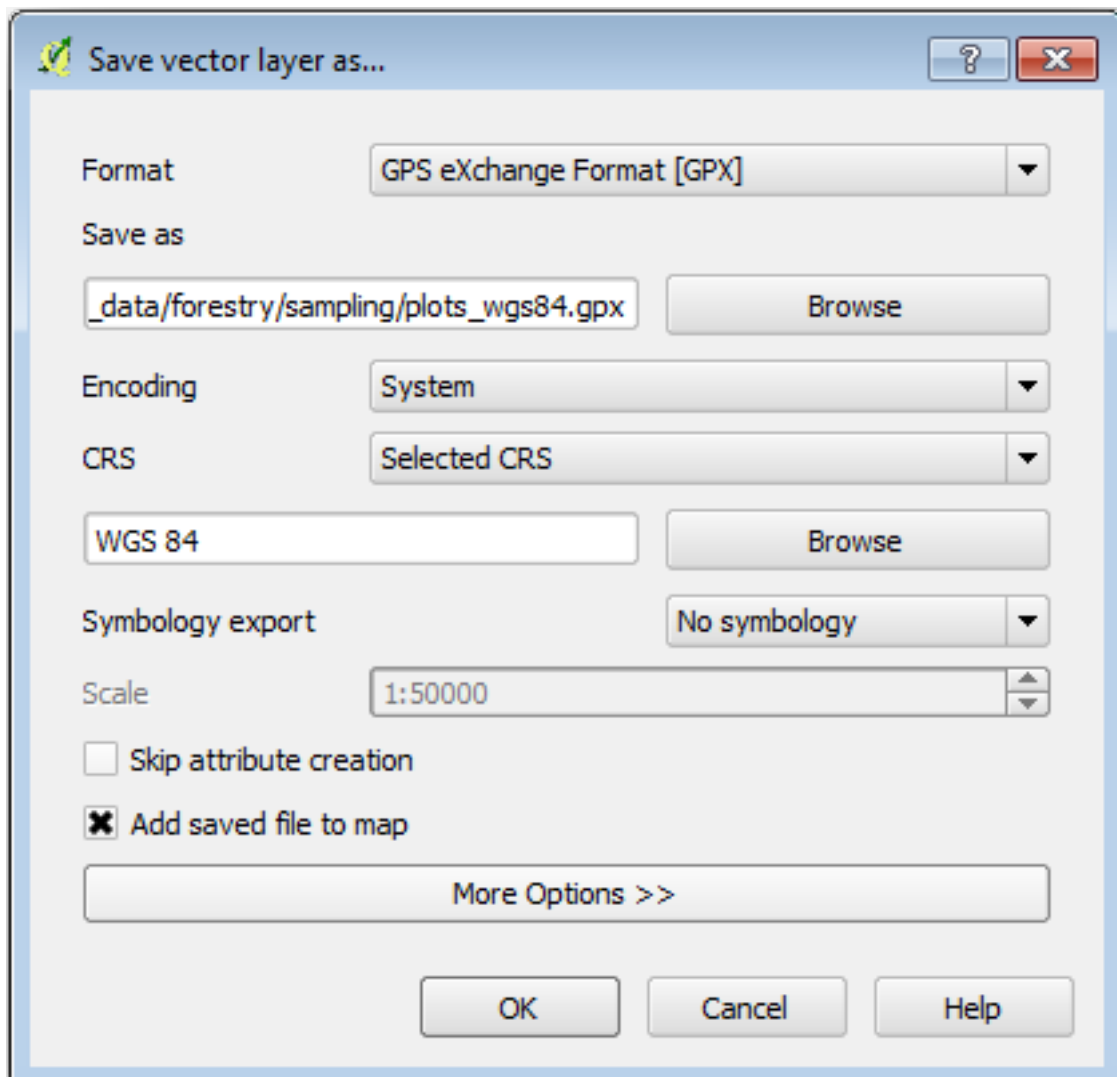 Save vector layer as...
?
Format GPS eXchange Format [GPX]
Save as
_data/forestry/sampling/plots_wgs84.gpx Browse
Encoding System
CRS Selected CRS
WGS 84 Browse
Symbology export No symbology
Scale 1:50000
Skip attribute creation
Add saved file to map
More Options >>
OK Cancel Help